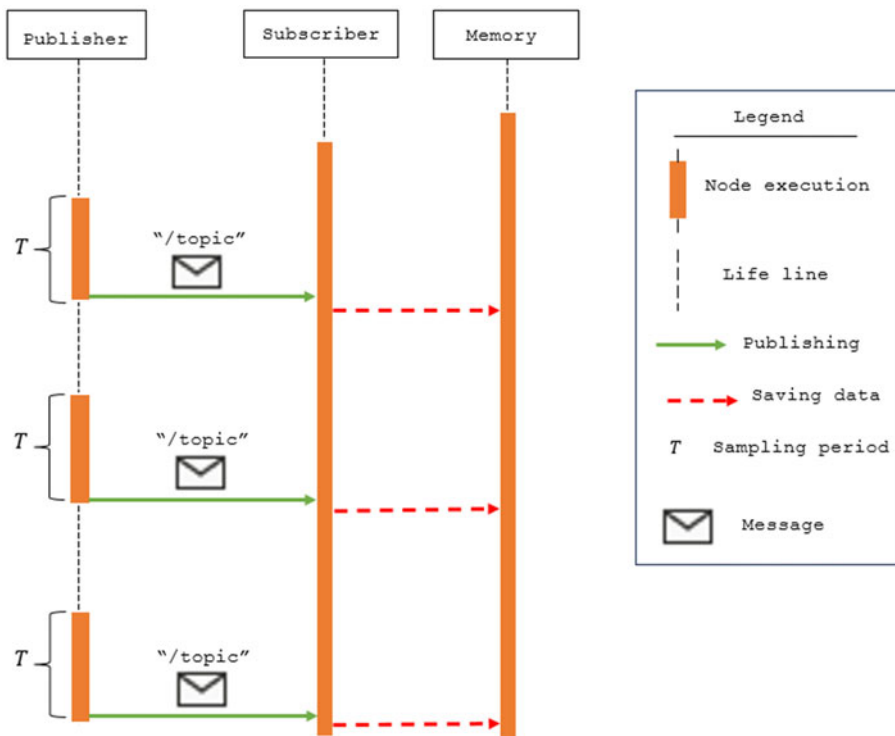 Publisher
Subscriber
Memory
Legend
Node execution
Life line
Publishing
Saving data
T Sampling period
Message
T
“/topic”
T
“/topic”
T
“/topic”